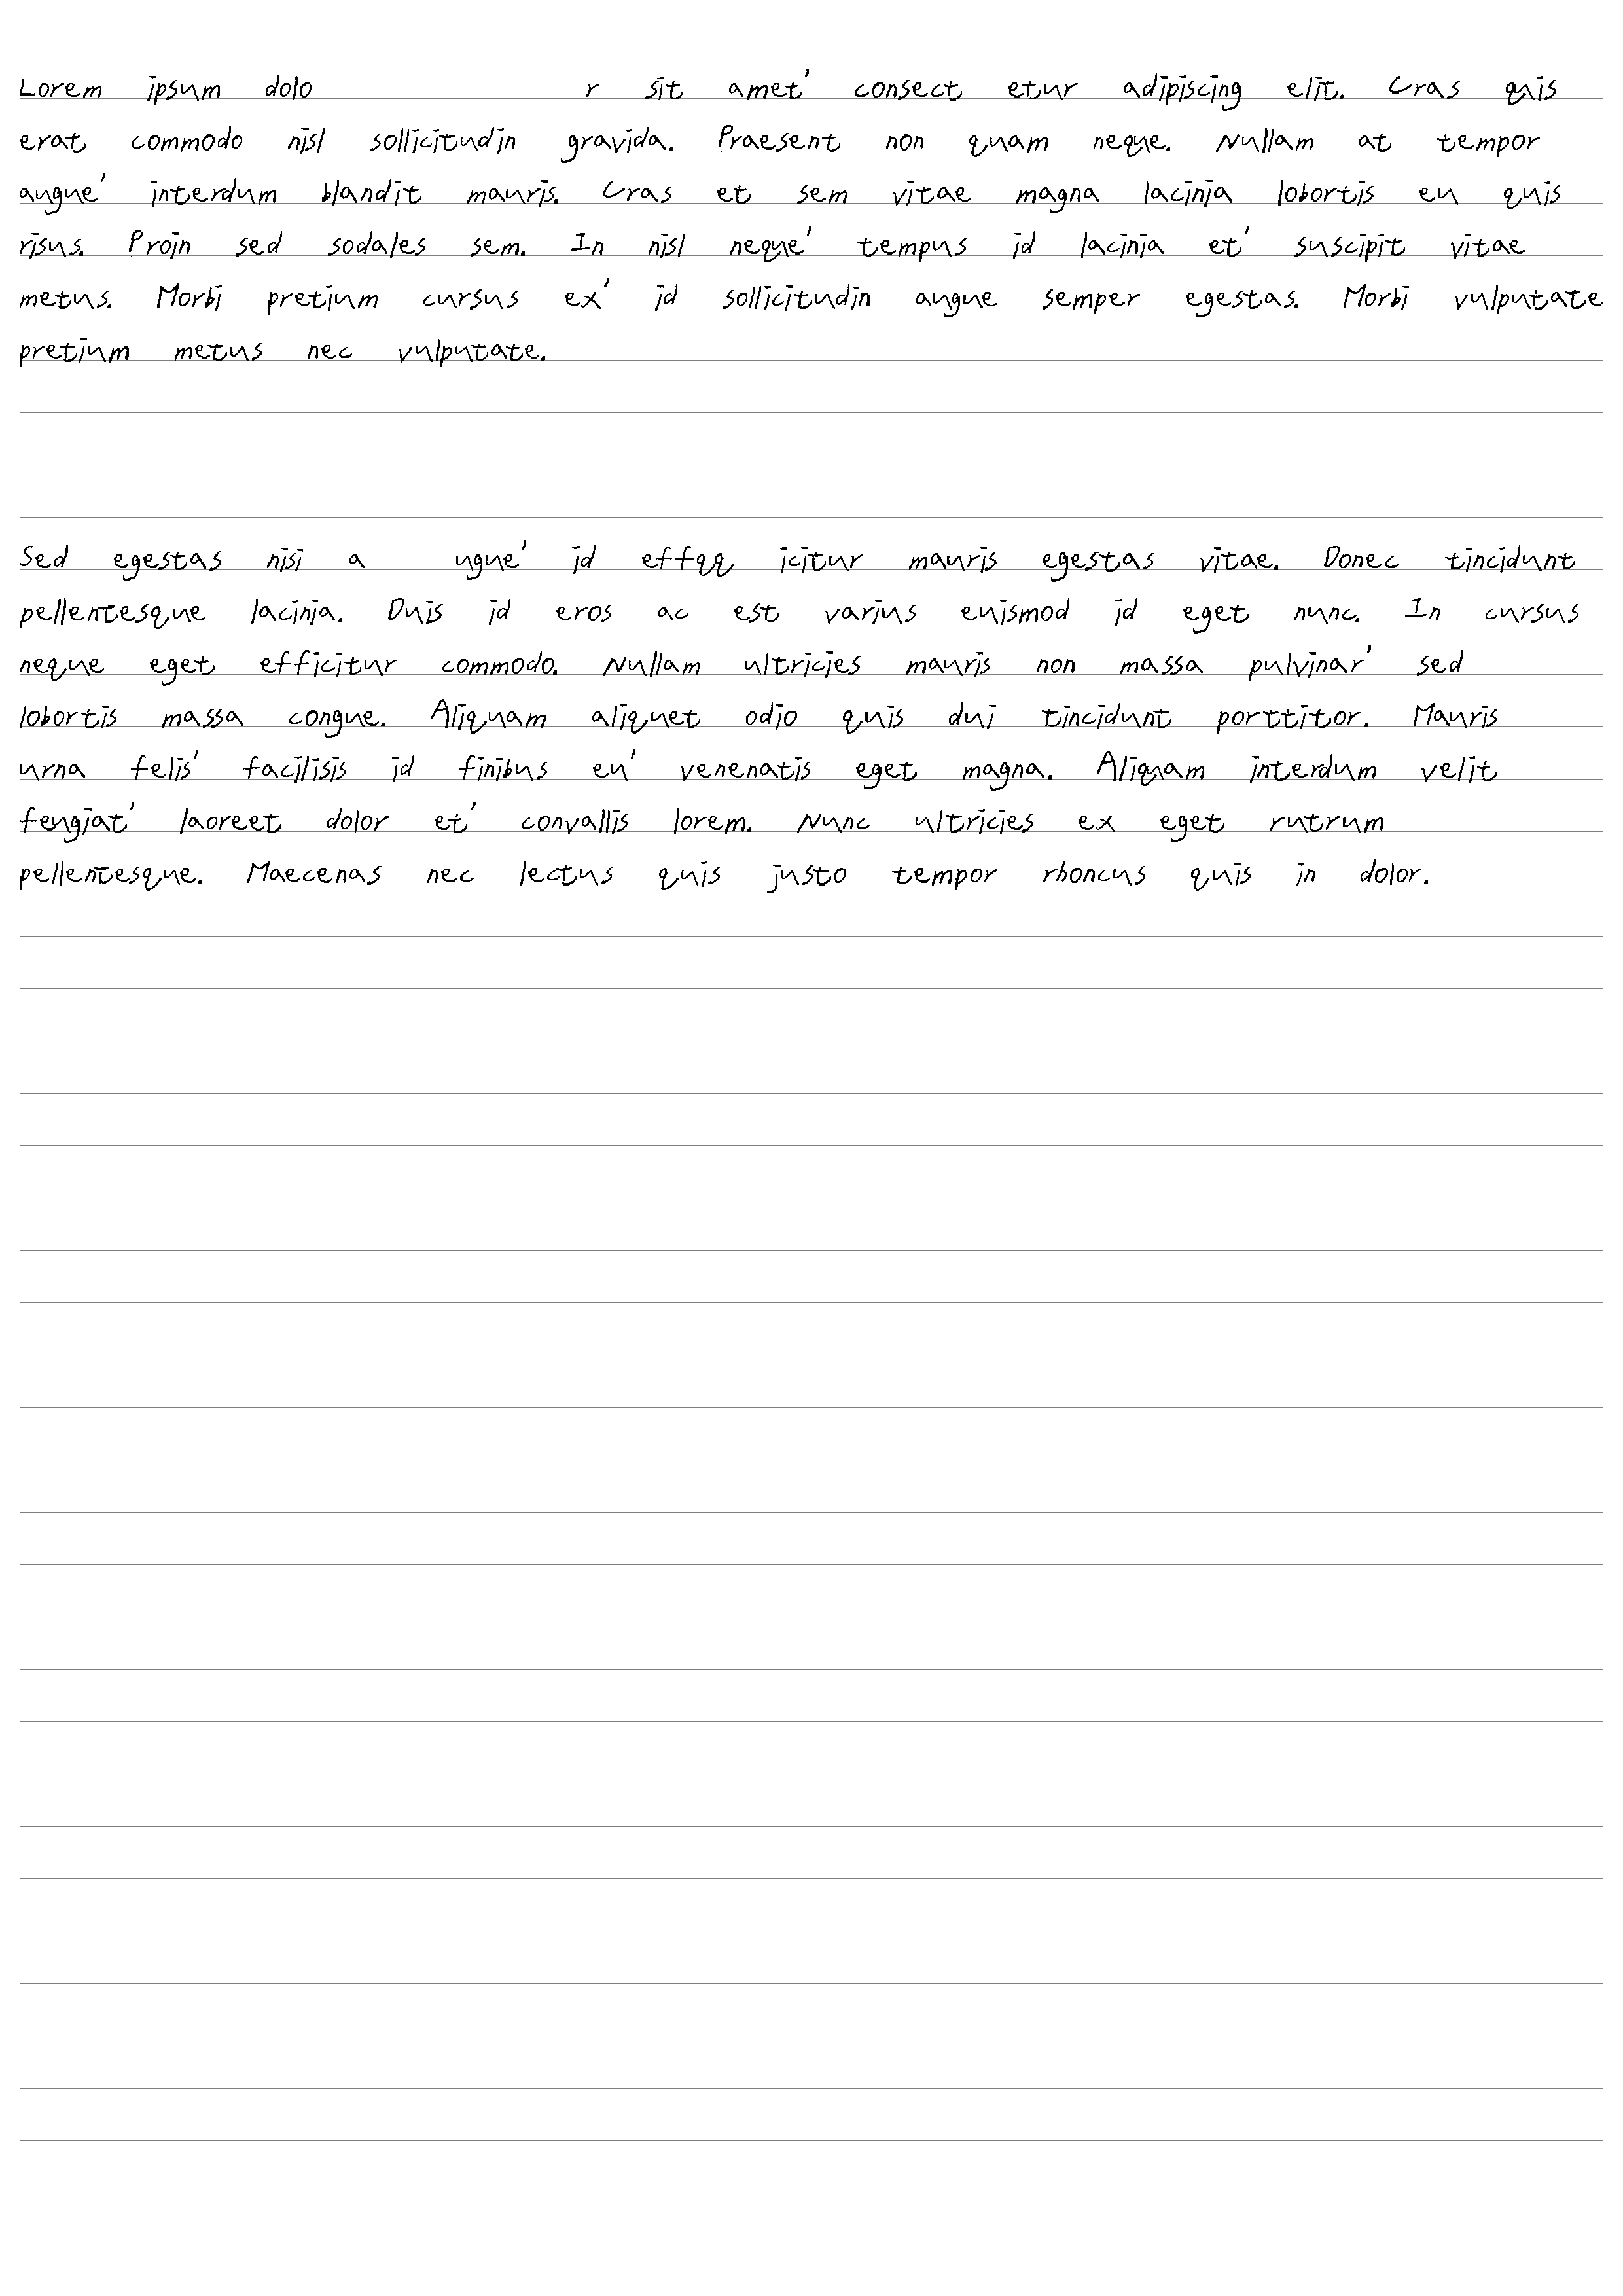 Lorem ipsum dolo r sit amet' consect etur adipiscing elit. Cras quis
erat commodo nisl sollicitudin gravida. Praesent non quam neque. Nullam at tempor
augue' interdum blandit mauris. Cras et sem vitae magna lacinia lobortis eu quis
risus. Proin sed sodales sem. In nisl neque' tempus id lacinia et' suscipit vitae
metus. Morbi pretium cursus ex' id sollicitudin augue semper egestas. Morbi vulputate
pretium metus nec vulputate.
Sed egestas nisi a ugue' id effqq icitur mauris egestas vitae. Donec tincidunt
pellentesque lacinia. Duis id eros ac est varius euismod id eget nunc. In cursus
neque eget efficitur commodo. Nullam ultricies mauris non massa pulvinar' sed
lobortis massa congue. Aliquam aliquet odio quis dui tincidunt porttitor. Mauris
urna felis' facilisis id finibus eu' venenatis eget magna. Aliquam interdum velit
feugiat' laoreet dolor et' convallis lorem. Nunc ultricies ex eget rutrum
pellentesque. Maecenas nec lectus quis justo tempor rhoncus quis in dolor.